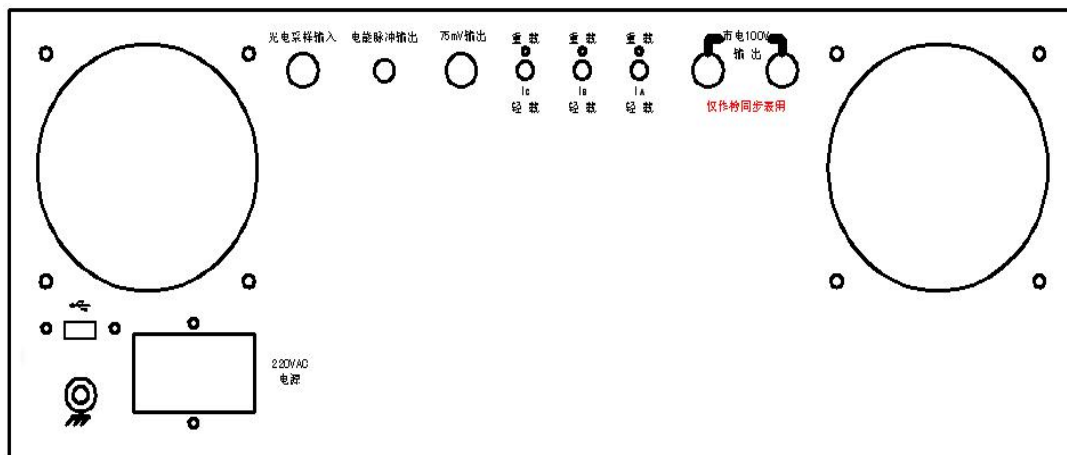 光电采样输入
电能脉冲输出
75mV输出
重载
重载
重载
市电100V
输出
IC
IB
IA
轻载
轻载
轻载
仅作检同步表用
220VAC
电源